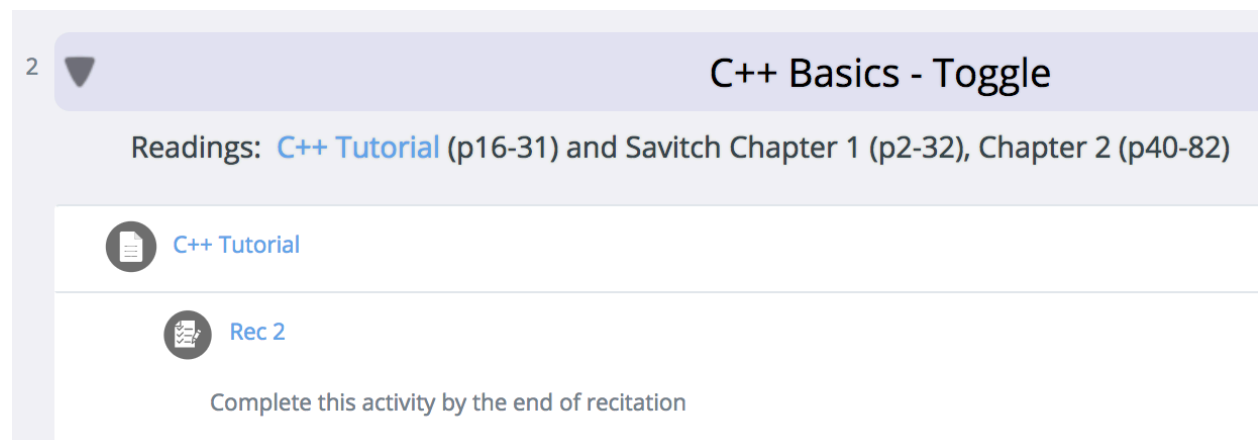 2
C++ Basics - Toggle
Readings: C++ Tutorial (p16-31) and Savitch Chapter 1 (p2-32), Chapter 2 (p40-82)
C++ Tutorial
Rec 2
Complete this activity by the end of recitation